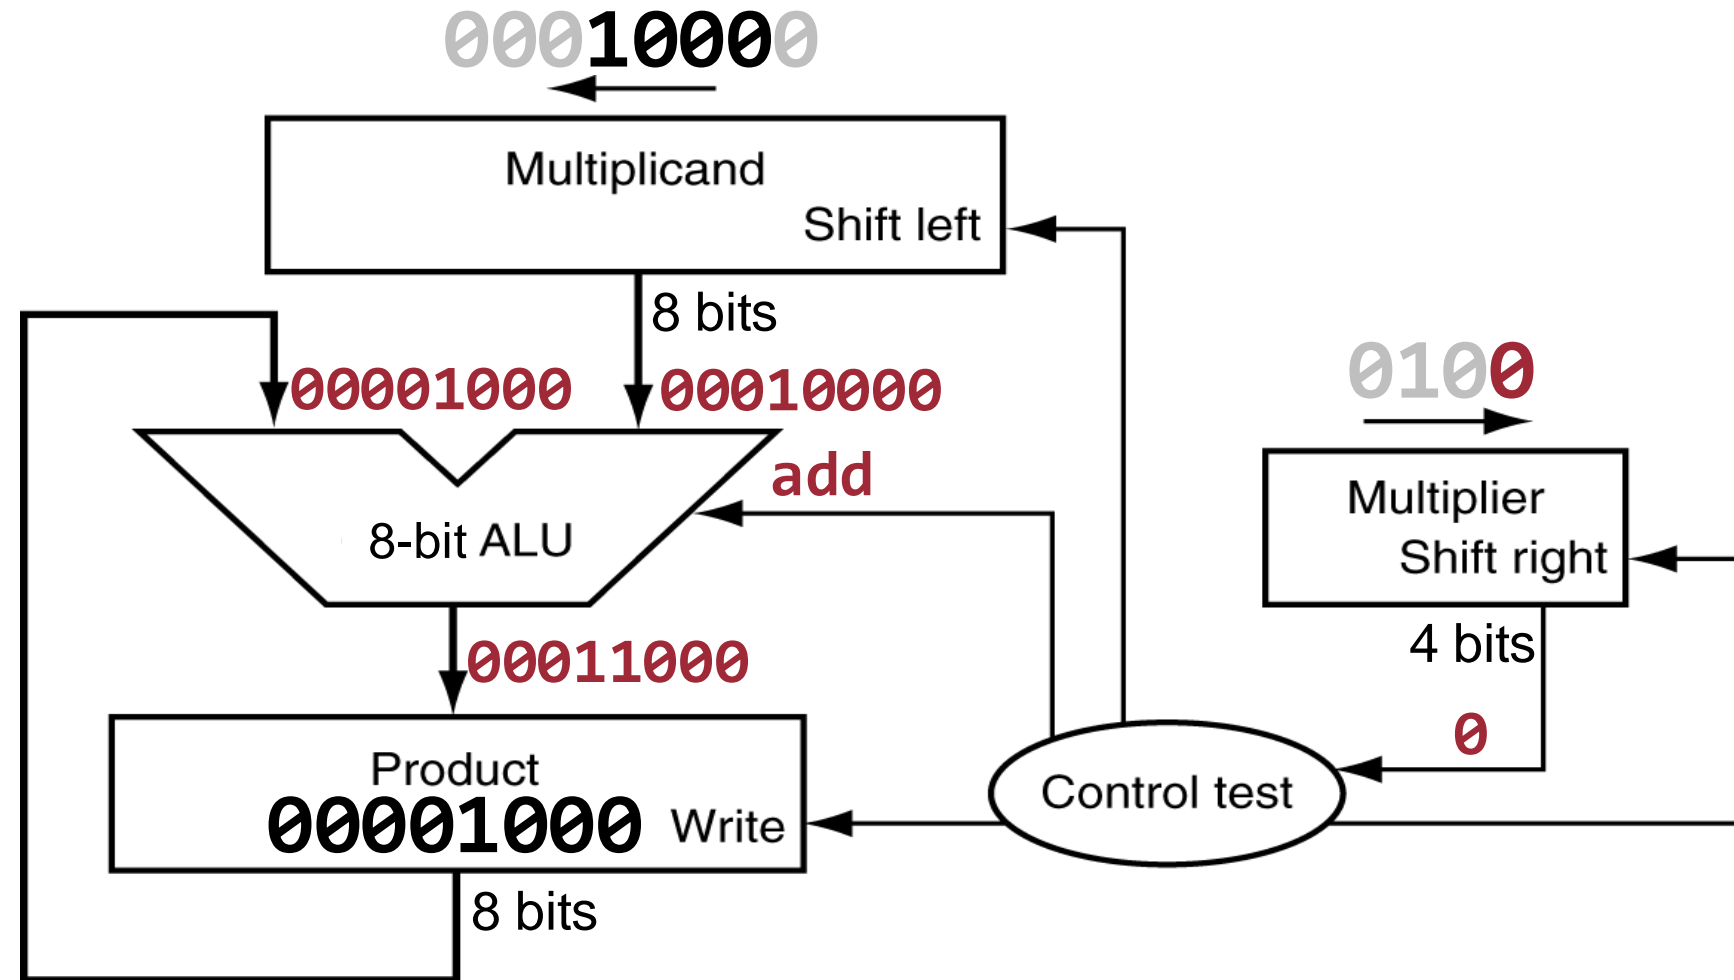 00010000
Multiplicand
Shift left
8 bits
00001000
00010000
0100
add
Multiplier
Shift right
8-bit ALU
4 bits
00011000
0
Product
00001000
Write
Control test
8 bits